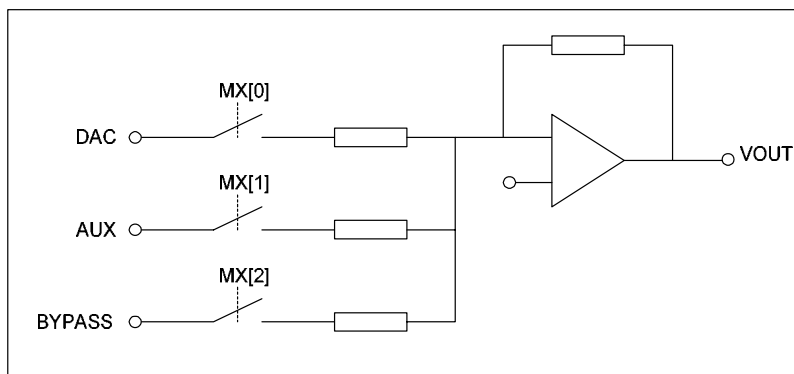 MX[0]
DAC
VOUT
MX[1]
AUX
MX[2]
BYPASS